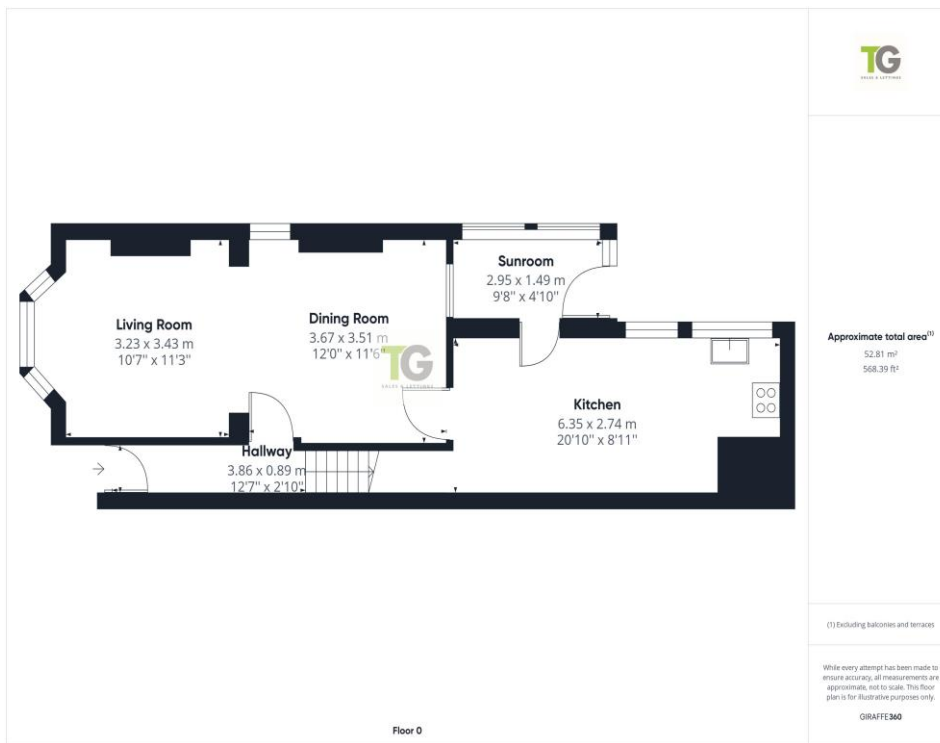 TG
SALES & LETTINGS
Living Room
3.23 x 3.43 m
10'7" x 11'3"
Dining Room
3.67 x 3.51 m
12'0" x 11'6"
TG
SALES & LETTINGS
Sunroom
2.95 x 1.49 m
9'8" x 4'10"
Kitchen
6.35 x 2.74 m
20'10" x 8'11"
Hallway
3.86 x 0.89 m
12'7" x 2'10"
Floor 0
Approximate total area(1)
52.81 m²
568.39 ft²
(1) Excluding balconies and terraces
While every attempt has been made to
ensure accuracy, all measurements are
approximate, not to scale. This floor
plan is for illustrative purposes only.
GIRAFFE360